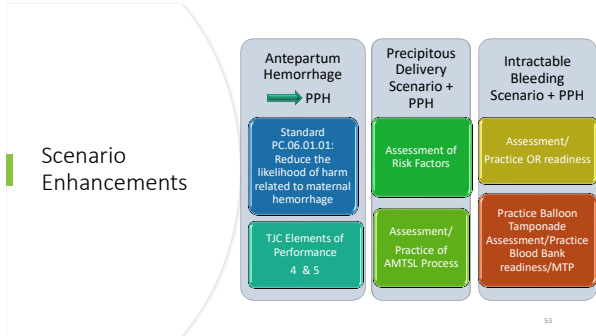 Scenario
Enhancements
Antepartum
Hemorrhage
PPH
Standard
PC.06.01.01:
Reduce the
likelihood of harm
related to maternal
hemorrhage
TJC Elements of
Performance
4 & 5
Precipitous
Delivery
Scenario +
PPH
Assessment of
Risk Factors
Assessment/
Practice of
AMTSL Process
Intractable
Bleeding
Scenario + PPH
Assessment/
Practice OR readiness
Practice Balloon
Tamponade
Assessment/Practice
Blood Bank
readiness/MTP
53